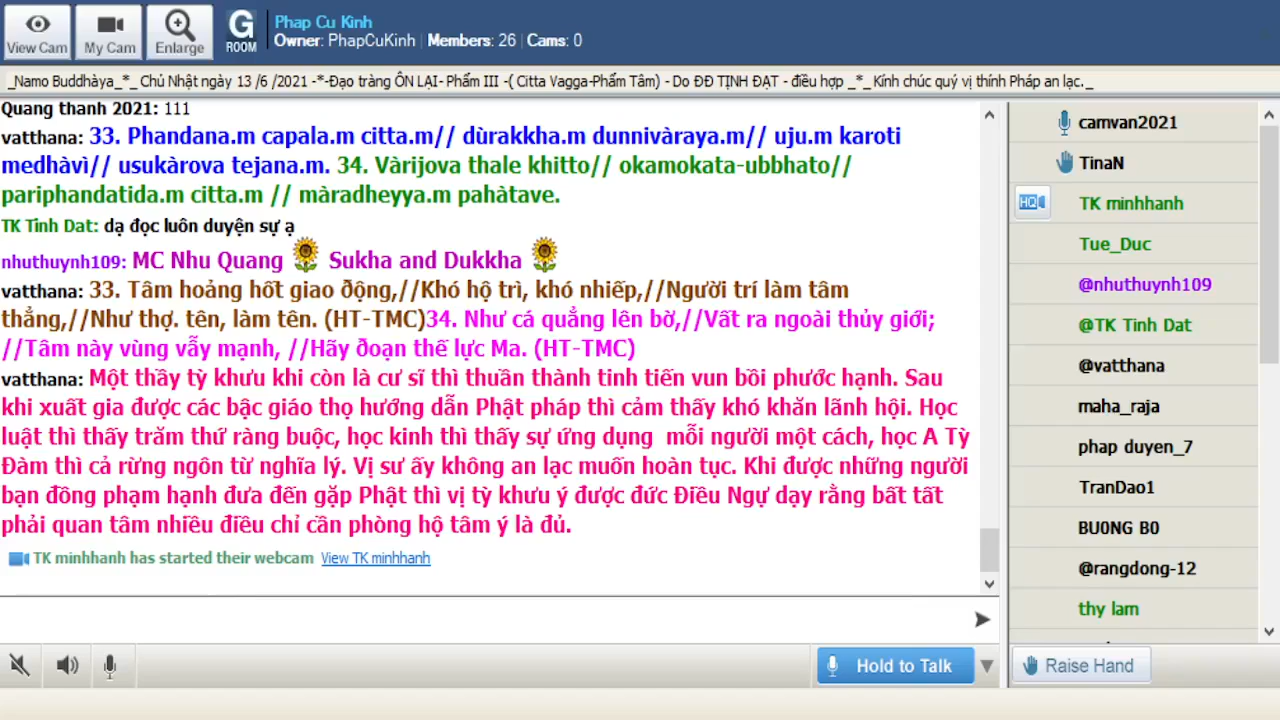 View Cam
My Cam
Enlarge
G
ROOM
Phap Cu Kinh
Owner: PhapCuKinh | Members: 26 | Cams: 0
_Namo Buddhàya_*_ Chủ Nhật ngày 13 /6 /2021 -*-Đạo tràng ÔN LẠI- Phẩm III -( Citta Vagga-Phẩm Tâm) - Do ĐĐ TỊNH ĐẠT - điều hợp _*_Kính chúc quý vị thính Pháp an lạc._
Quang thanh 2021: 111
vatthana: 33. Phandana.m capala.m citta.m// dùrakkha.m dunnivàraya.m// uju.m karoti
medhàvì// usukàrova tejana.m. 34. Vàrijova thale khitto// okamokata-ubbhato//
pariphandatida.m citta.m // màradheyya.m pahàtave.
TK Tinh Dat: dạ đọc luôn duyện sự ạ
nhuthuynh109: MC Nhu Quang 🌻 Sukha and Dukkha 🌻
vatthana: 33. Tâm hoảng hốt giao ðộng,//Khó hộ trì, khó nhiếp,//Người trí làm tâm
thẳng,//Như thợ. tên, làm tên. (HT-TMC)34. Như cá quẳng lên bờ,//Vất ra ngoài thủy giới;
//Tâm này vùng vẫy mạnh, //Hãy ðoạn thế lực Ma. (HT-TMC)
vatthana: Một thầy tỳ khưu khi còn là cư sĩ thì thuần thành tinh tiến vun bồi phước hạnh. Sau
khi xuất gia được các bậc giáo thọ hướng dẫn Phật pháp thì cảm thấy khó khăn lãnh hội. Học
luật thì thấy trăm thứ ràng buộc, học kinh thì thấy sự ứng dụng  mỗi người một cách, học A Tỳ
Đàm thì cả rừng ngôn từ nghĩa lý. Vị sư ấy không an lạc muốn hoàn tục. Khi được những người
bạn đồng phạm hạnh đưa đến gặp Phật thì vị tỳ khưu ý được đức Điều Ngự dạy rằng bất tất
phải quan tâm nhiều điều chỉ cần phòng hộ tâm ý là đủ.
TK minhhanh has started their webcam View TK minhhanh
Hold to Talk
camvan2021
TinaN
HQ
TK minhhanh
Tue_Duc
@nhuthuynh109
@TK Tinh Dat
@vatthana
maha_raja
phap duyen_7
TranDao1
BU0NG B0
@rangdong-12
thy lam
Raise Hand